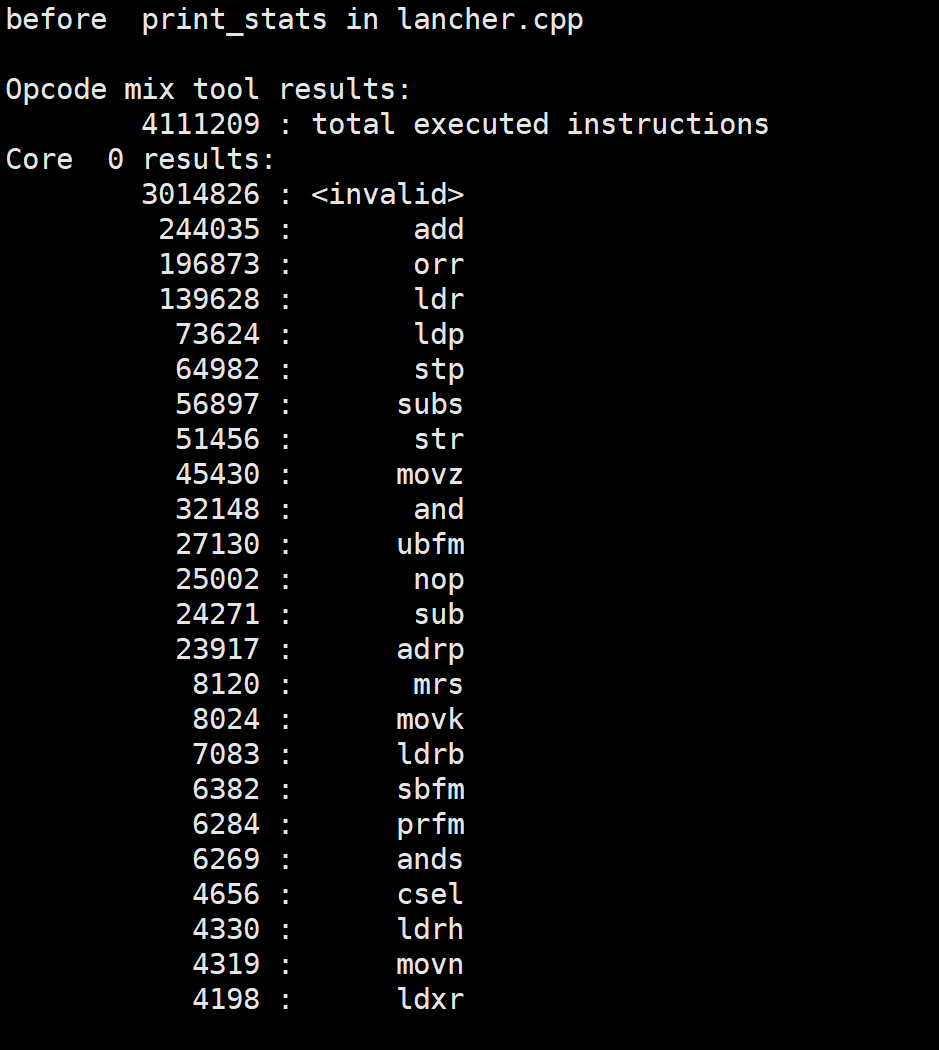 before  print_stats in lancher.cpp
Opcode mix tool results:
        4111209 : total executed instructions
Core  0 results:
        3014826 : <invalid>
         244035 :       add
         196873 :       orr
         139628 :       ldr
          73624 :       ldp
          64982 :       stp
          56897 :      subs
          51456 :       str
          45430 :      movz
          32148 :       and
          27130 :      ubfm
          25002 :       nop
          24271 :       sub
          23917 :      adrp
           8120 :       mrs
           8024 :      movk
           7083 :      ldrb
           6382 :      sbfm
           6284 :      prfm
           6269 :      ands
           4656 :      csel
           4330 :      ldrh
           4319 :      movn
           4198 :      ldxr